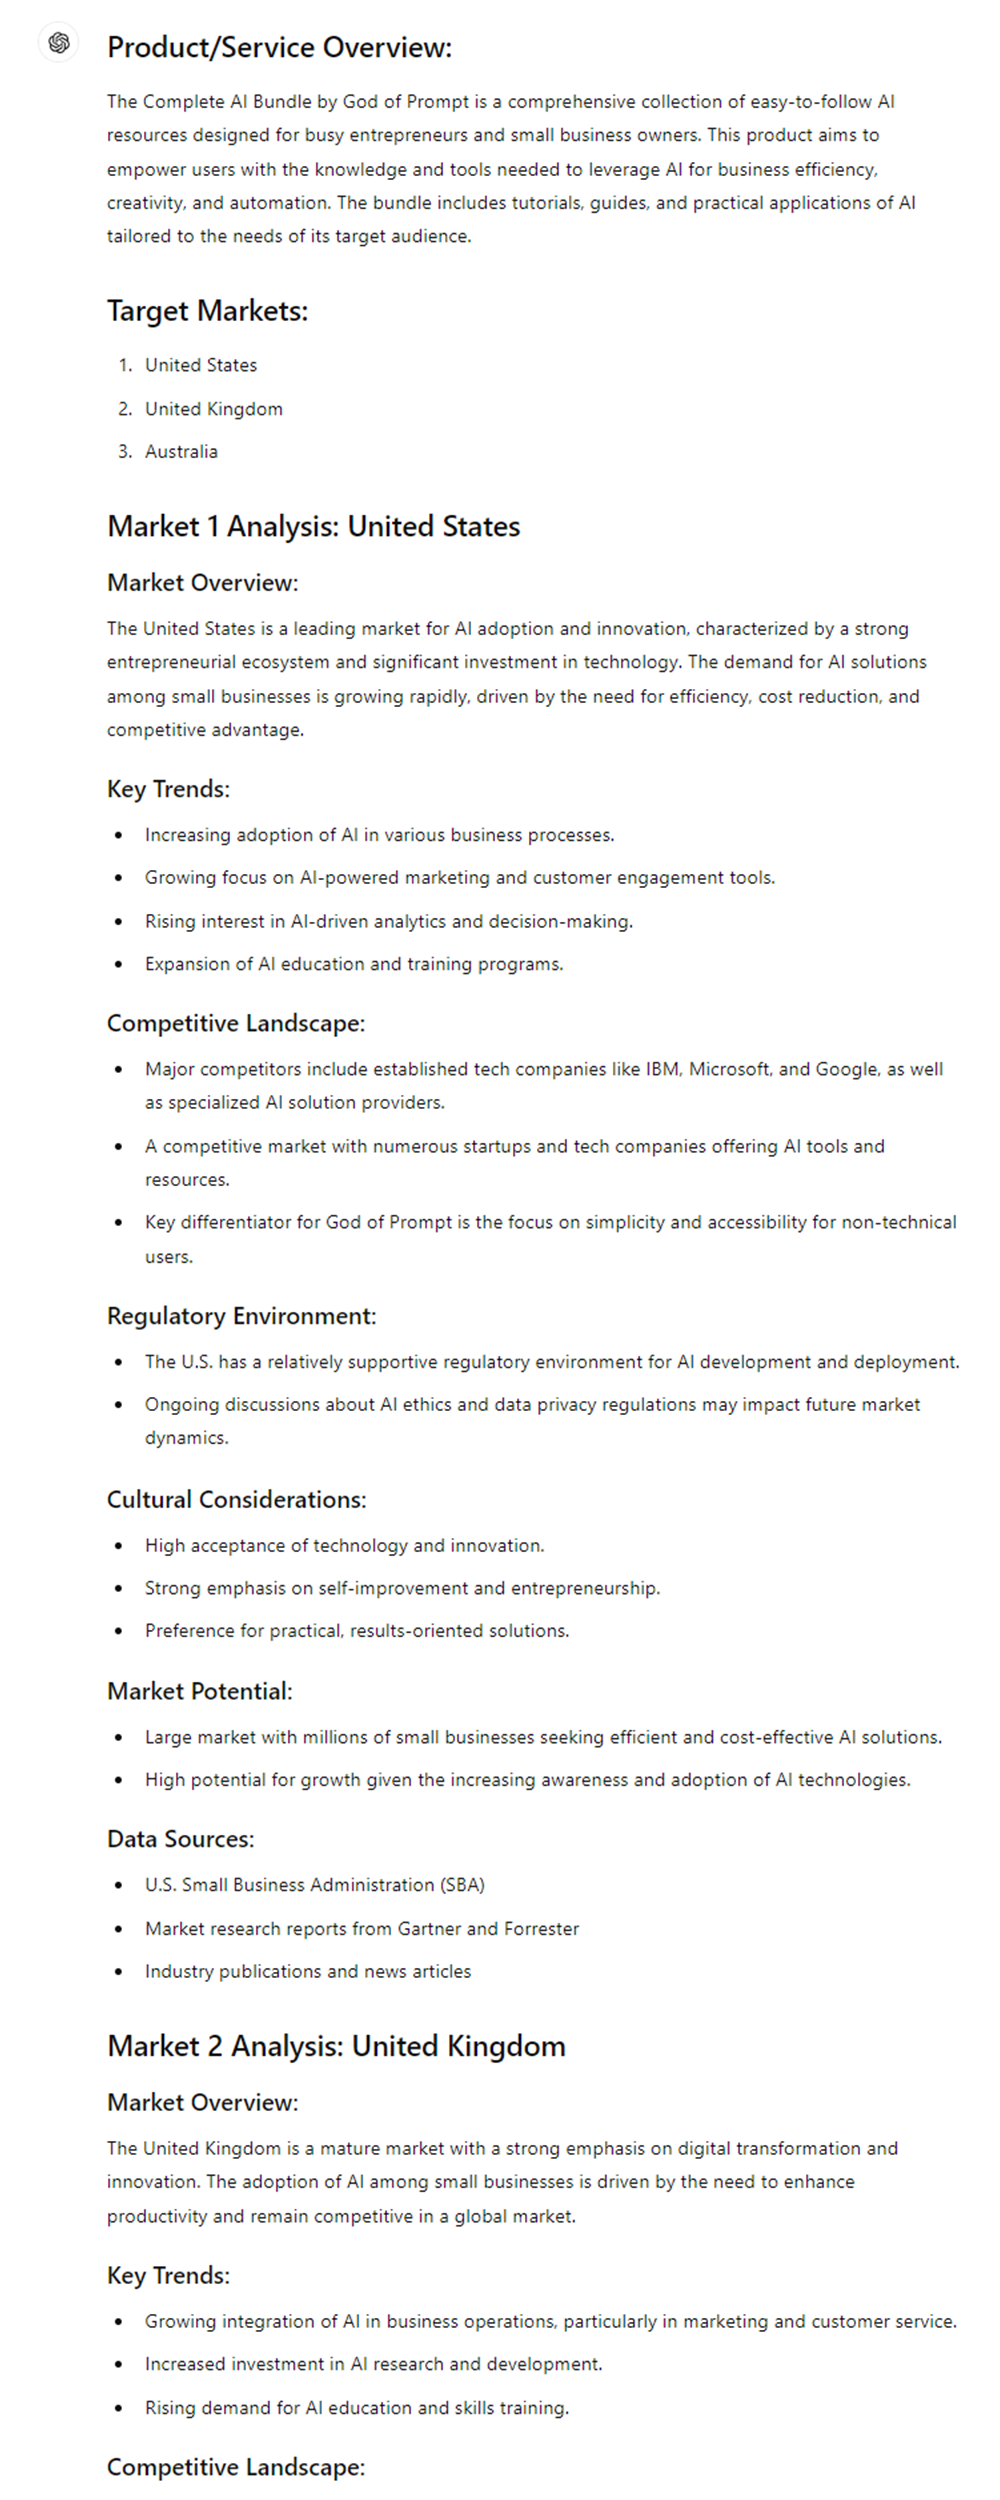 Product/Service Overview:
The Complete AI Bundle by God of Prompt is a comprehensive collection of easy-to-follow AI
resources designed for busy entrepreneurs and small business owners. This product aims to
empower users with the knowledge and tools needed to leverage AI for business efficiency,
creativity, and automation. The bundle includes tutorials, guides, and practical applications of AI
tailored to the needs of its target audience.
Target Markets:
1. United States
2. United Kingdom
3. Australia
Market 1 Analysis: United States
Market Overview:
The United States is a leading market for AI adoption and innovation, characterized by a strong
entrepreneurial ecosystem and significant investment in technology. The demand for AI solutions
among small businesses is growing rapidly, driven by the need for efficiency, cost reduction, and
competitive advantage.
Key Trends:
• Increasing adoption of AI in various business processes.
• Growing focus on AI-powered marketing and customer engagement tools.
• Rising interest in AI-driven analytics and decision-making.
• Expansion of AI education and training programs.
Competitive Landscape:
• Major competitors include established tech companies like IBM, Microsoft, and Google, as well
as specialized AI solution providers.
• A competitive market with numerous startups and tech companies offering AI tools and
resources.
• Key differentiator for God of Prompt is the focus on simplicity and accessibility for non-technical
users.
Regulatory Environment:
• The U.S. has a relatively supportive regulatory environment for AI development and deployment.
• Ongoing discussions about AI ethics and data privacy regulations may impact future market
dynamics.
Cultural Considerations:
• High acceptance of technology and innovation.
• Strong emphasis on self-improvement and entrepreneurship.
• Preference for practical, results-oriented solutions.
Market Potential:
• Large market with millions of small businesses seeking efficient and cost-effective AI solutions.
• High potential for growth given the increasing awareness and adoption of AI technologies.
Data Sources:
• U.S. Small Business Administration (SBA)
• Market research reports from Gartner and Forrester
• Industry publications and news articles
Market 2 Analysis: United Kingdom
Market Overview:
The United Kingdom is a mature market with a strong emphasis on digital transformation and
innovation. The adoption of AI among small businesses is driven by the need to enhance
productivity and remain competitive in a global market.
Key Trends:
• Growing integration of AI in business operations, particularly in marketing and customer service.
• Increased investment in AI research and development.
• Rising demand for AI education and skills training.
Competitive Landscape: